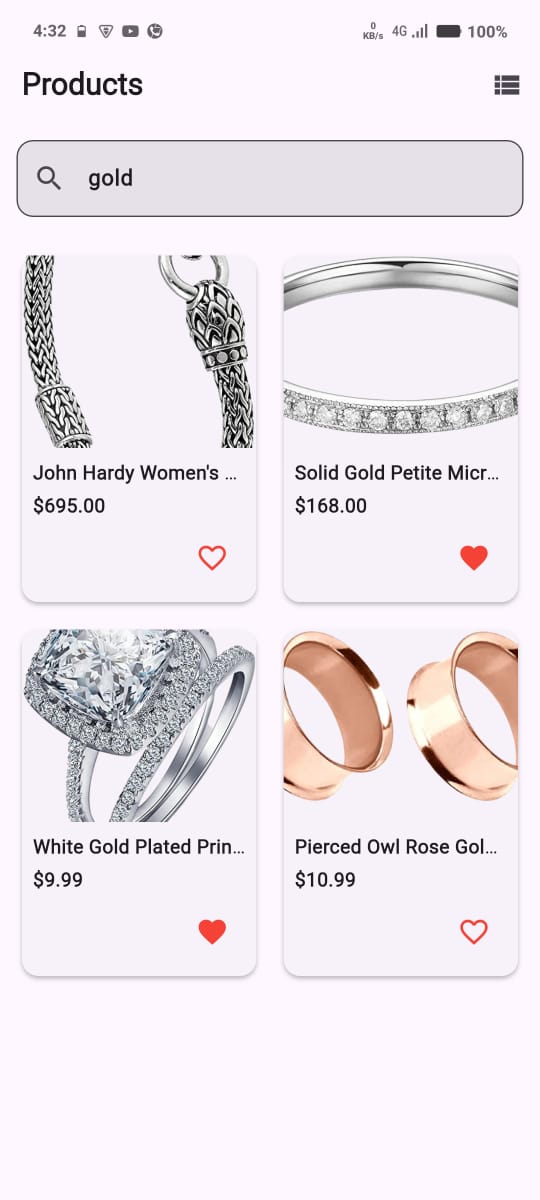 4:32
0
KB/s
4G
100%
Products
gold
John Hardy Women's ...
Solid Gold Petite Micr...
$695.00
$168.00
White Gold Plated Prin...
Pierced Owl Rose Gol...
$9.99
$10.99